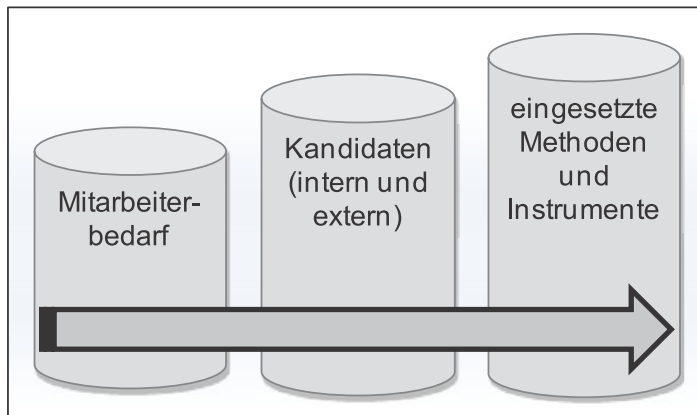 Mitarbeiter-
bedarf
Kandidaten
(intern und
extern)
eingesetzte
Methoden
und
Instrumente